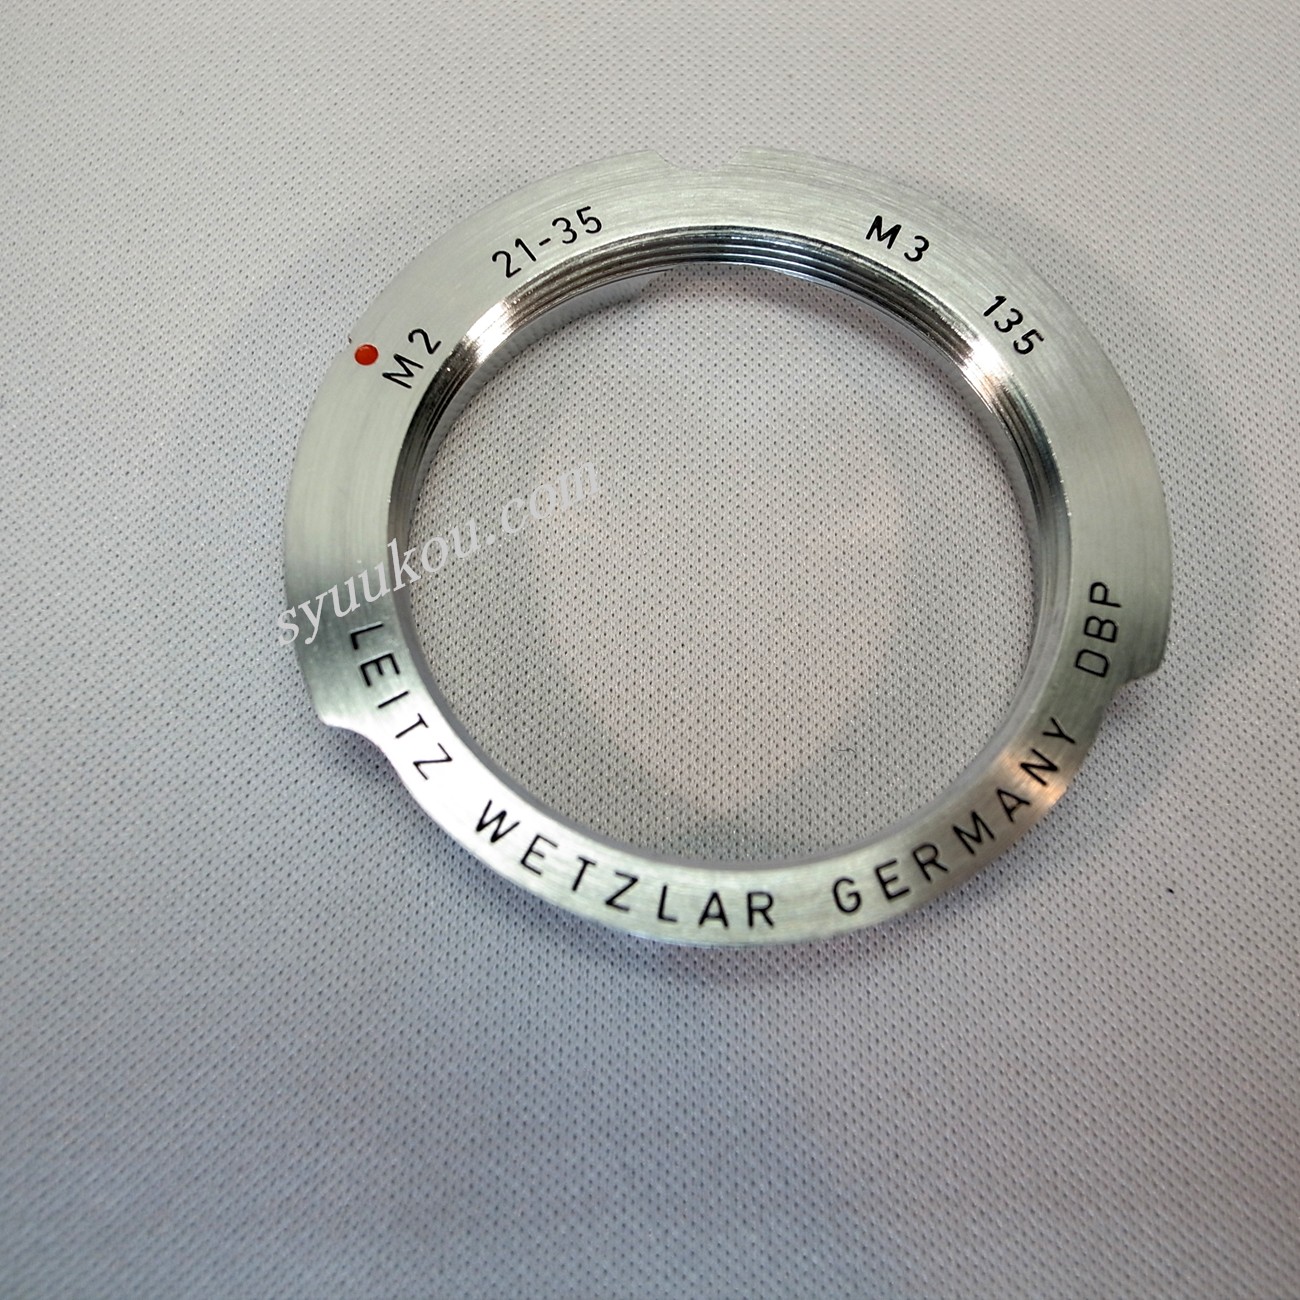 M2 21-35 M3 135
LEITZ WETZLAR GERMANY DBP
syuukou.com